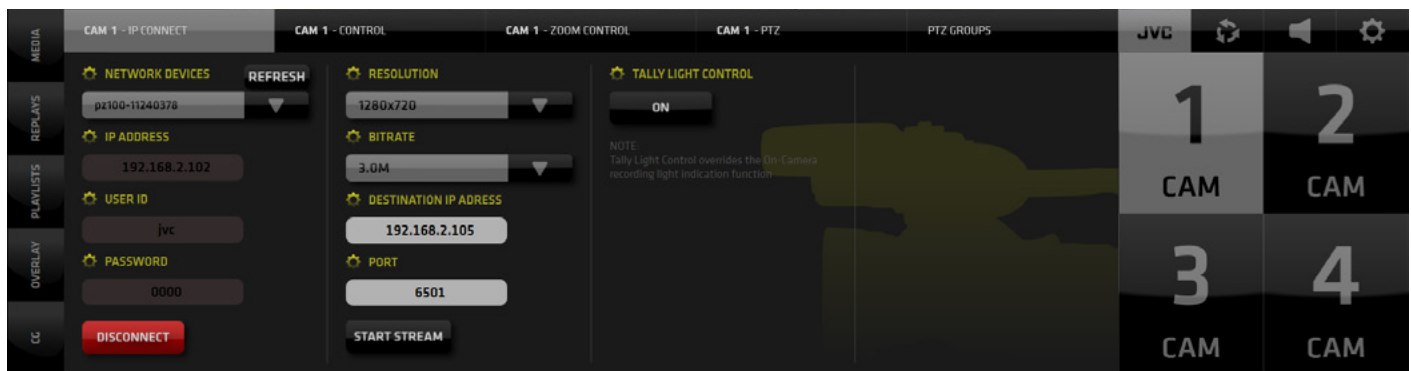 MEDIA
REPLAYS
PLAYLISTS
OVERLAY
CG
CAM 1 - IP CONNECT
CAM 1 - CONTROL
CAM 1 - ZOOM CONTROL
CAM 1 - PTZ
PTZ GROUPS
JVC
NETWORK DEVICES
REFRESH
pz100-11240378
IP ADDRESS
192.168.2.102
USER ID
jvc
PASSWORD
0000
DISCONNECT
RESOLUTION
1280x720
BITRATE
3.0M
DESTINATION IP ADRESS
192.168.2.105
PORT
6501
START STREAM
TALLY LIGHT CONTROL
ON
NOTE:
Tally Light Control overrides the On-Camera
recording light indication function
1
CAM
2
CAM
3
CAM
4
CAM